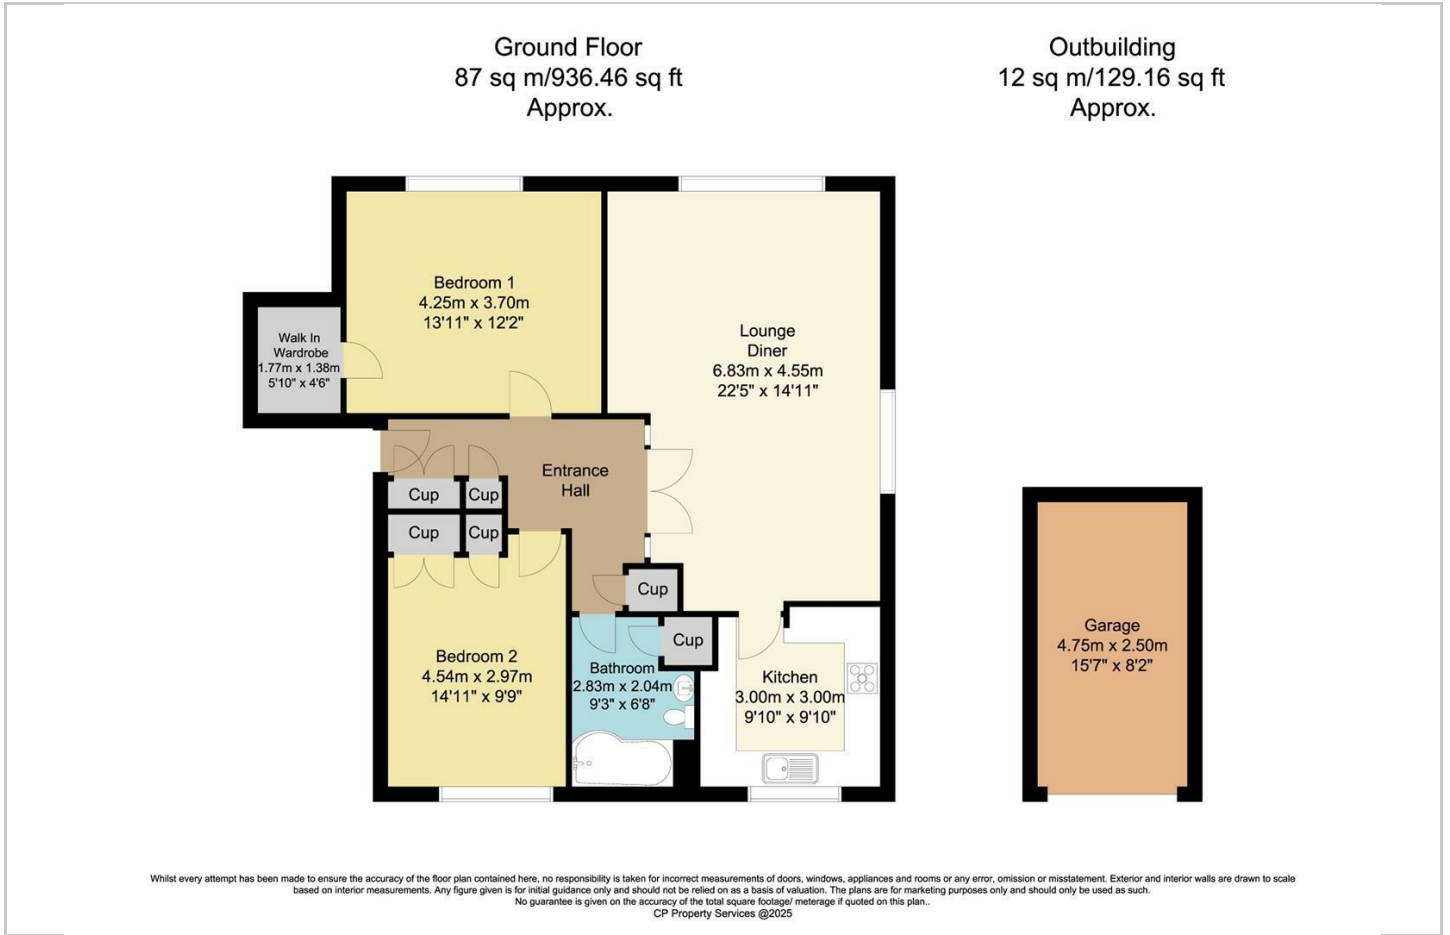 Ground Floor
87 sq m/936.46 sq ft
Approx.
Outbuilding
12 sq m/129.16 sq ft
Approx.
Bedroom 1
4.25m x 3.70m
13'11" x 12'2"
Walk In
Wardrobe
1.77m x 1.38m
5'10" x 4'6"
Lounge
Diner
6.83m x 4.55m
22'5" x 14'11"
Entrance
Hall
Cup
Cup
Cup
Cup
Cup
Cup
Bedroom 2
4.54m x 2.97m
14'11" x 9'9"
Bathroom
2.83m x 2.04m
9'3" x 6'8"
Kitchen
3.00m x 3.00m
9'10" x 9'10"
Garage
4.75m x 2.50m
15'7" x 8'2"
Whilst every attempt has been made to ensure the accuracy of the floor plan contained here, no responsibility is taken for incorrect measurements of doors, windows, appliances and rooms or any error, omission or misstatement. Exterior and interior walls are drawn to scale
based on interior measurements. Any figure given is for initial guidance only and should not be relied on as a basis of valuation. The plans are for marketing purposes only and should only be used as such.
No guarantee is given on the accuracy of the total square footage/ meterage if quoted on this plan..
CP Property Services @2025